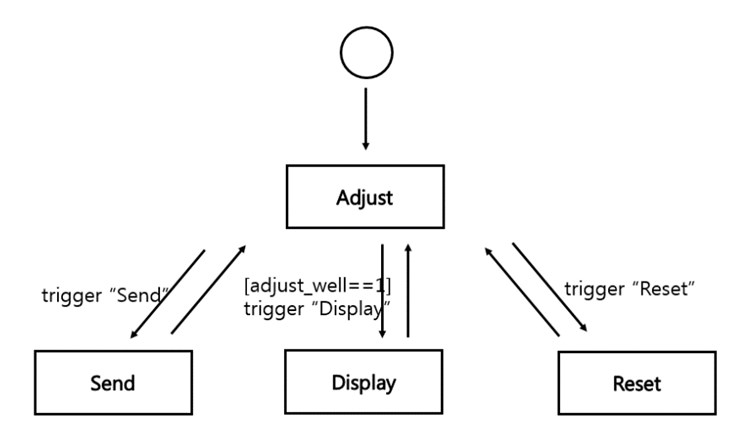 Adjust
trigger “Send”
[adjust_well==1]
trigger “Display”
trigger “Reset”
Send
Display
Reset